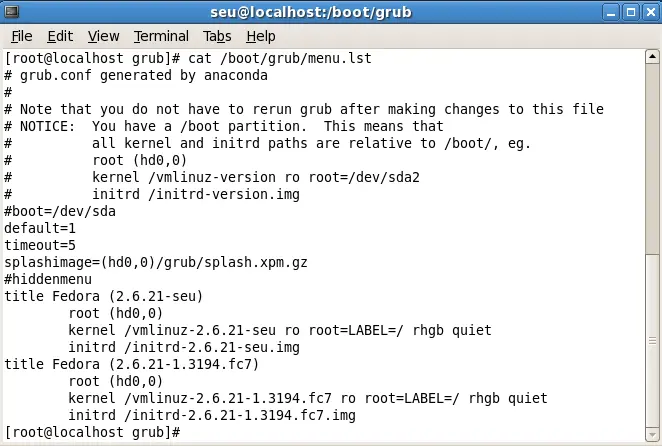 seu@localhost:/boot/grub
File Edit View Terminal Tabs Help
[root@localhost grub]# cat /boot/grub/menu.lst
# grub.conf generated by anaconda
#
# Note that you do not have to rerun grub after making changes to this file
# NOTICE:  You have a /boot partition.  This means that
#          all kernel and initrd paths are relative to /boot/, eg.
#          root (hd0,0)
#          kernel /vmlinuz-version ro root=/dev/sda2
#          initrd /initrd-version.img
#boot=/dev/sda
default=1
timeout=5
splashimage=(hd0,0)/grub/splash.xpm.gz
#hiddenmenu
title Fedora (2.6.21-seu)
        root (hd0,0)
        kernel /vmlinuz-2.6.21-seu ro root=LABEL=/ rhgb quiet
        initrd /initrd-2.6.21-seu.img
title Fedora (2.6.21-1.3194.fc7)
        root (hd0,0)
        kernel /vmlinuz-2.6.21-1.3194.fc7 ro root=LABEL=/ rhgb quiet
        initrd /initrd-2.6.21-1.3194.fc7.img
[root@localhost grub]#